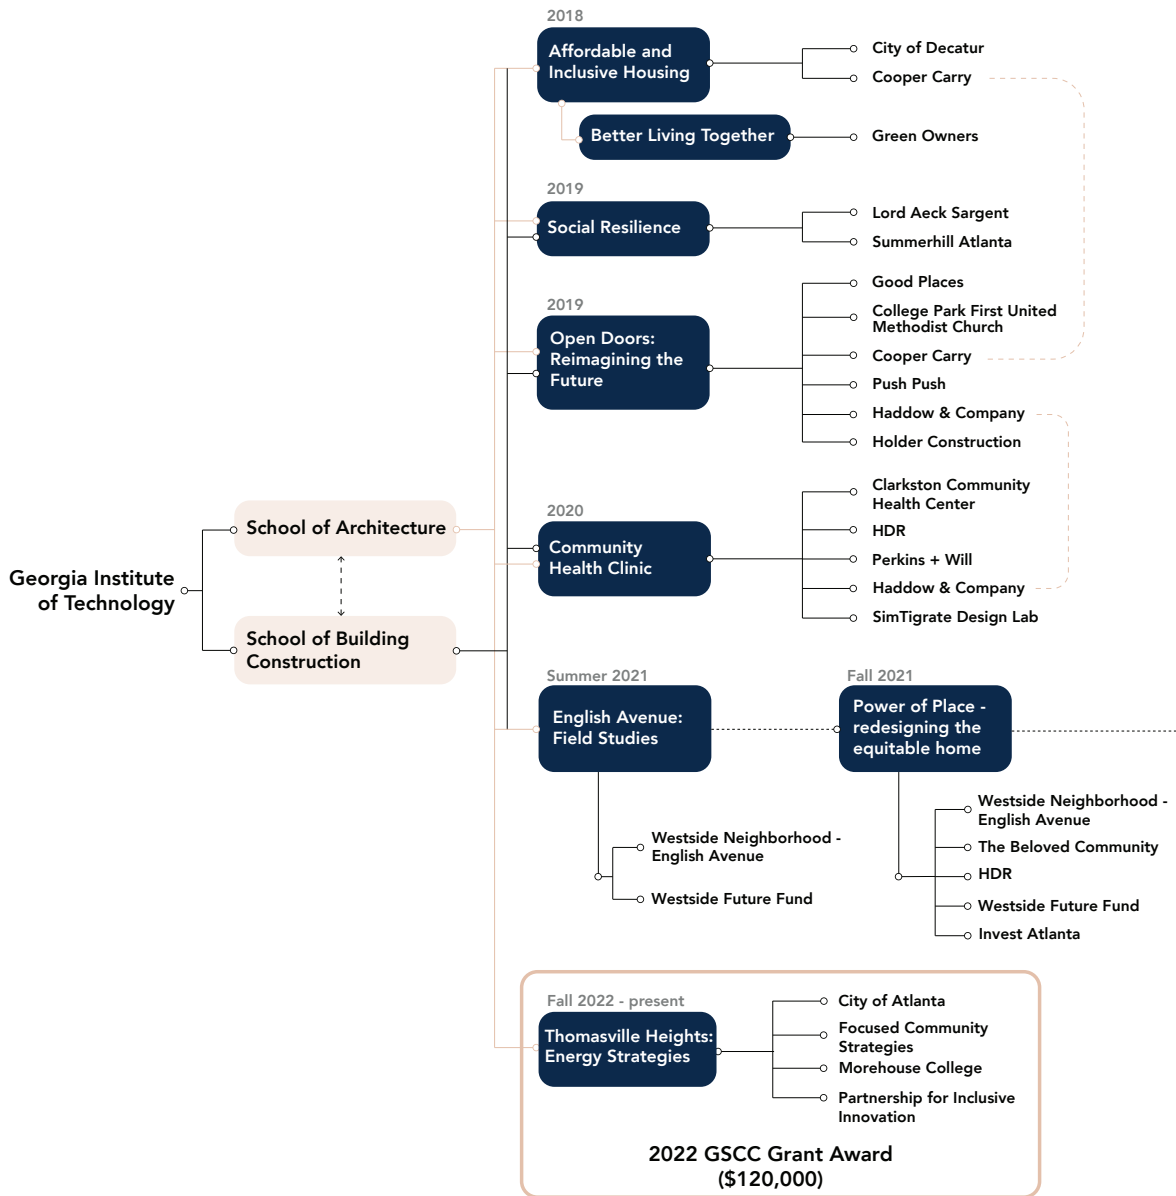 2018
Affordable and
Inclusive Housing
City of Decatur
Cooper Carry
Better Living Together
Green Owners
2019
Social Resilience
Lord Aeck Sargent
Summerhill Atlanta
2019
Open Doors:
Reimagining the
Future
Good Places
College Park First United
Methodist Church
Cooper Carry
Push Push
Haddow & Company
Holder Construction
2020
Community
Health Clinic
Clarkston Community
Health Center
HDR
Perkins + Will
Haddow & Company
SimTigrate Design Lab
Georgia Institute
of Technology
School of Architecture
School of Building
Construction
Summer 2021
English Avenue:
Field Studies
Westside Neighborhood -
English Avenue
Westside Future Fund
Fall 2021
Power of Place -
redesigning the
equitable home
Westside Neighborhood -
English Avenue
The Beloved Community
HDR
Westside Future Fund
Invest Atlanta
Fall 2022 - present
Thomasville Heights:
Energy Strategies
City of Atlanta
Focused Community
Strategies
Morehouse College
Partnership for Inclusive
Innovation
2022 GSCC Grant Award
($120,000)